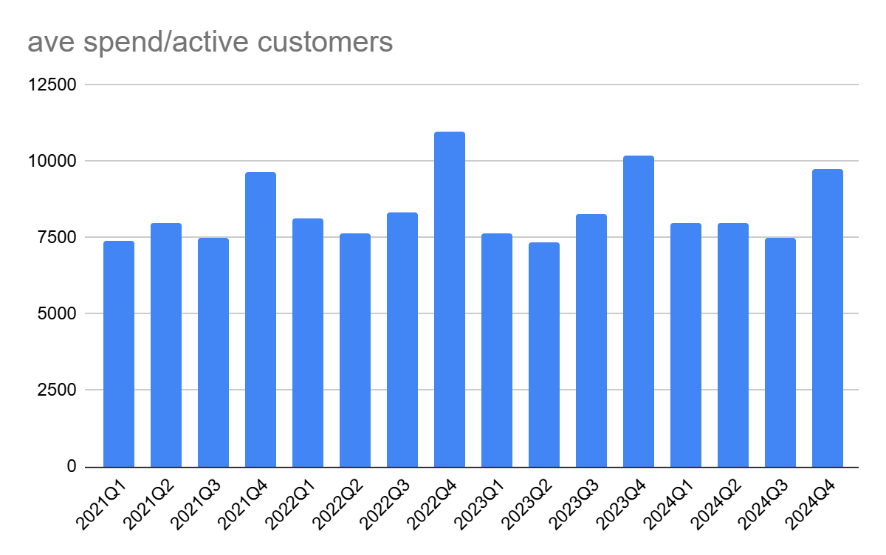 ave spend/active customers
12500
10000
7500
5000
2500
0
2021Q1
2021Q2
2021Q3
2021Q4
2022Q1
2022Q2
2022Q3
2022Q4
2023Q1
2023Q2
2023Q3
2023Q4
2024Q1
2024Q2
2024Q3
2024Q4